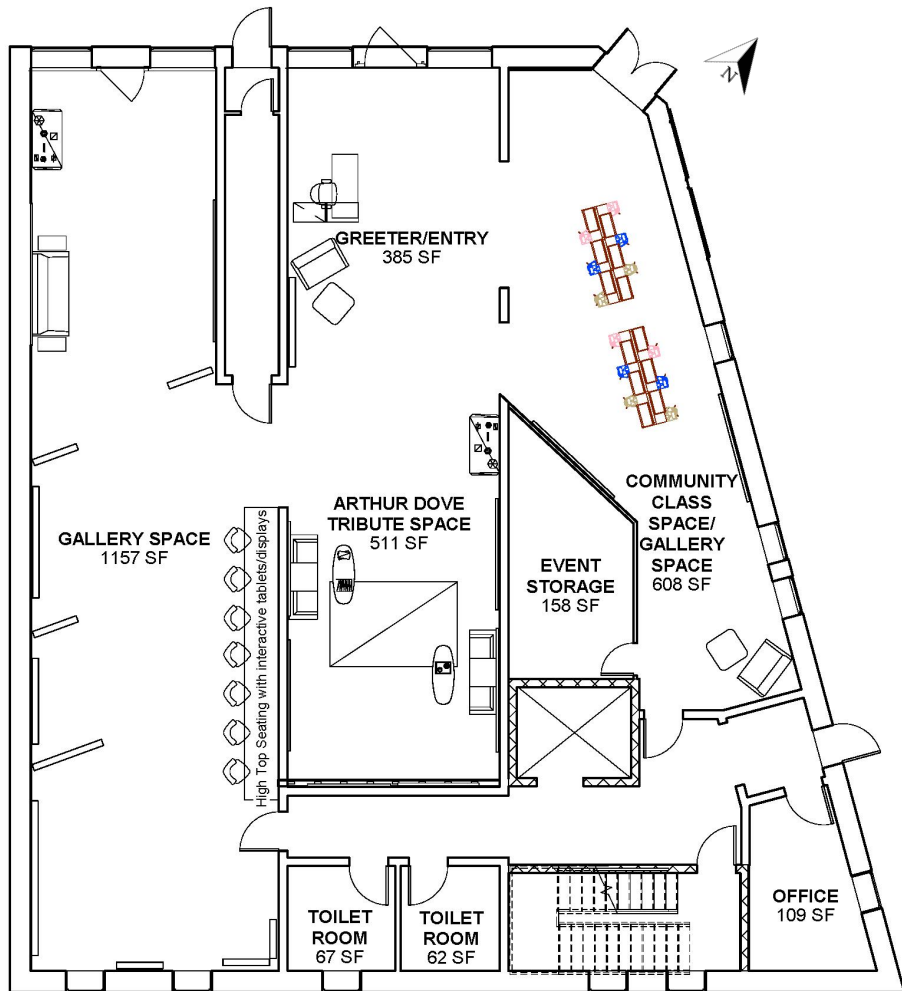 N
GREETER/ENTRY
385 SF
GALLERY SPACE
1157 SF
High Top Seating with interactive tablets/displays
ARTHUR DOVE
TRIBUTE SPACE
511 SF
EVENT
STORAGE
158 SF
COMMUNITY
CLASS
SPACE/
GALLERY
SPACE
608 SF
TOILET
ROOM
67 SF
TOILET
ROOM
62 SF
OFFICE
109 SF